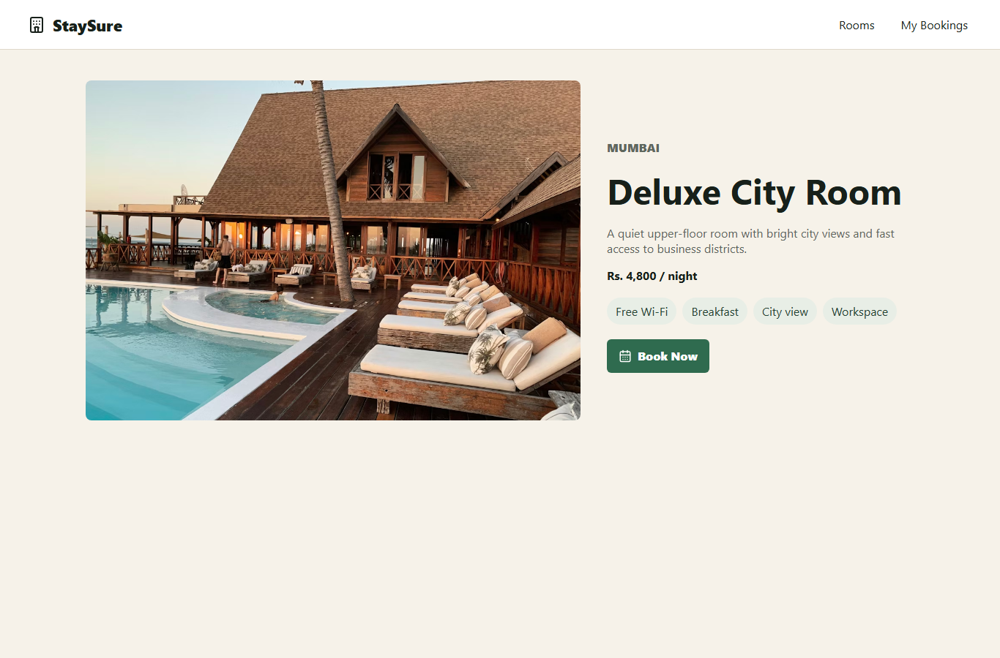 StaySure
Rooms
My Bookings
MUMBAI
Deluxe City Room
A quiet upper-floor room with bright city views and fast
access to business districts.
Rs. 4,800 / night
Free Wi-Fi
Breakfast
City view
Workspace
Book Now